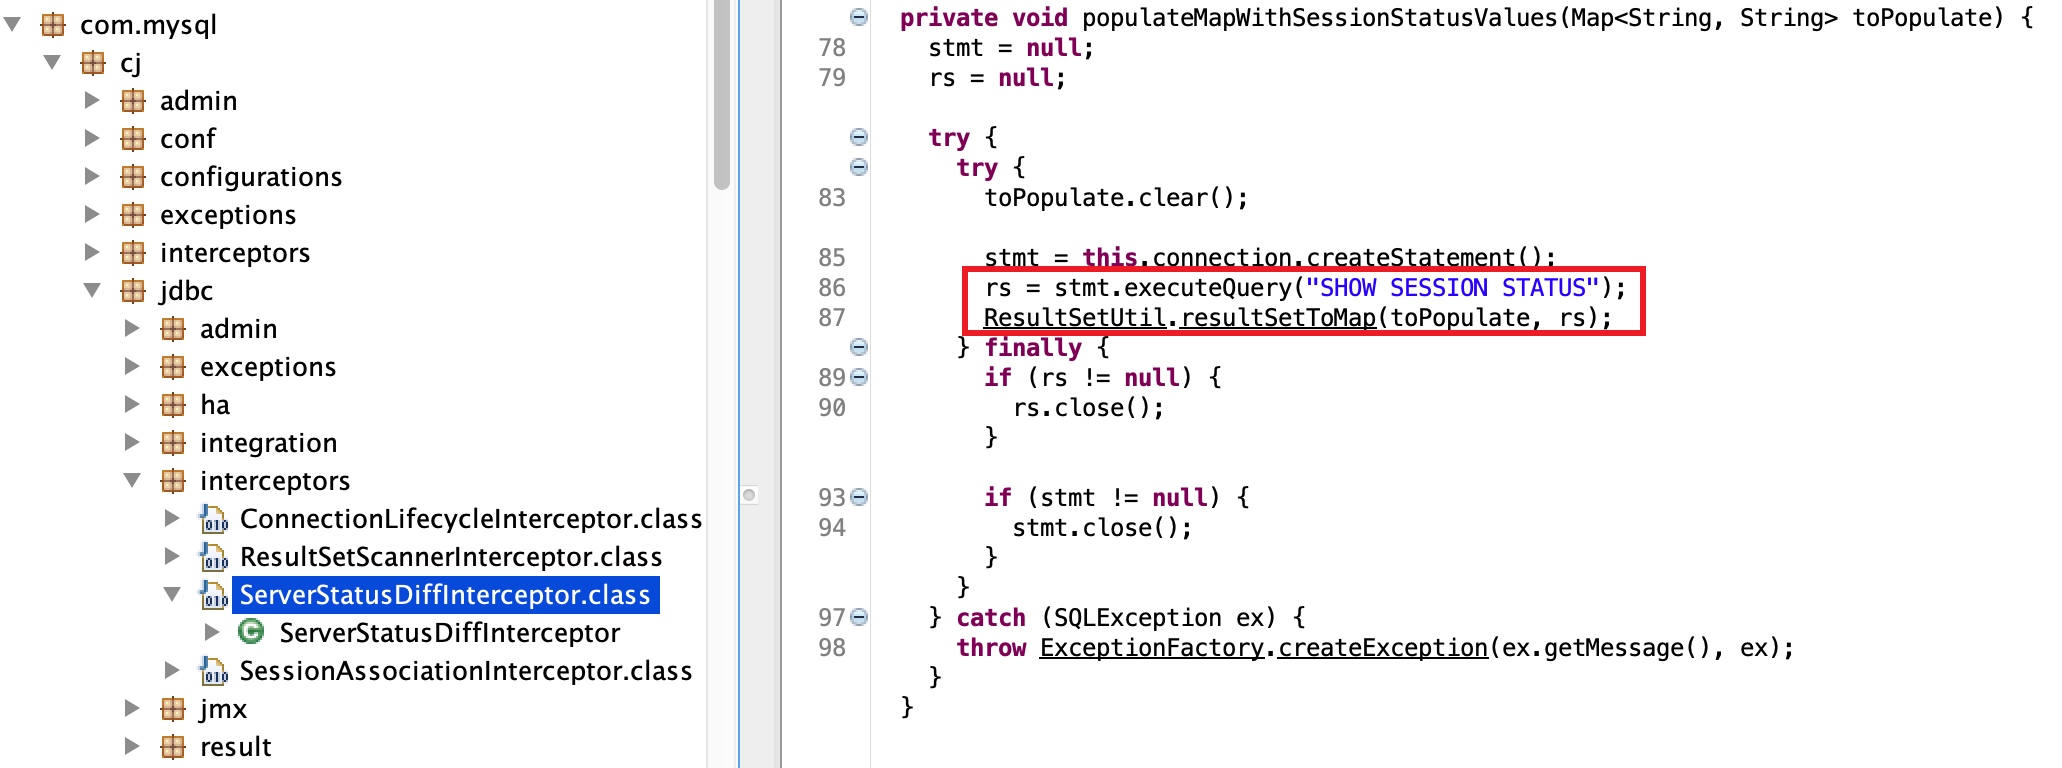 com.mysql
cj
admin
conf
configurations
exceptions
interceptors
jdbc
admin
exceptions
ha
integration
interceptors
ConnectionLifecycleInterceptor.class
ResultSetScannerInterceptor.class
ServerStatusDiffInterceptor.class
ServerStatusDiffInterceptor
SessionAssociationInterceptor.class
jmx
result
private void populateMapWithSessionStatusValues(Map<String, String> toPopulate) {
78 stmt = null;
79 rs = null;
try {
try {
83 toPopulate.clear();
85 stmt = this.connection.createStatement();
86 rs = stmt.executeQuery("SHOW SESSION STATUS");
87 ResultSetUtil.resultSetToMap(toPopulate, rs);
} finally {
89 if (rs != null) {
90 rs.close();
}
93 if (stmt != null) {
94 stmt.close();
}
}
97 } catch (SQLException ex) {
98 throw ExceptionFactory.createException(ex.getMessage(), ex);
}
}